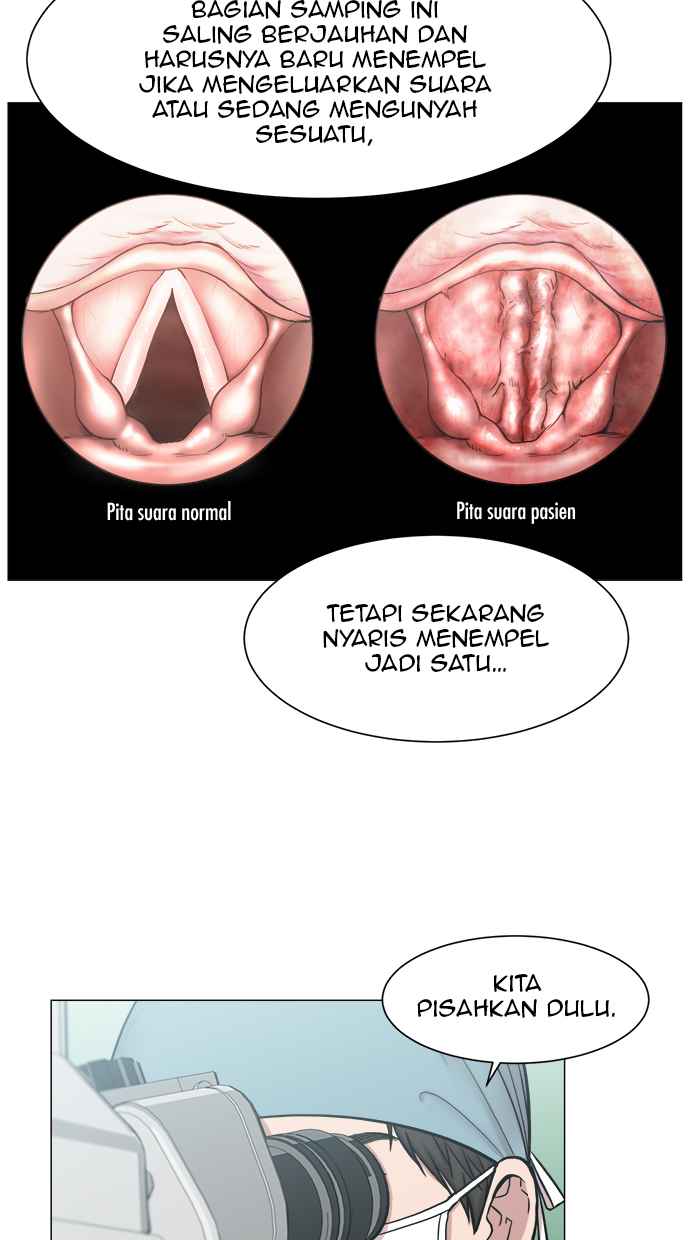 BAGIAN SAMPING INI
SALING BERJAUHAN DAN
HARUSNYA BARU MENEMPEL
JIKA MENGELUARKAN SUARA
ATAU SEDANG MENGUNYAH
SESUATU,
Pita suara normal
Pita suara pasien
TETAPI SEKARANG
NYARIS MENEMPEL
JADI SATU...
KITA
PISAHKAN DULU.